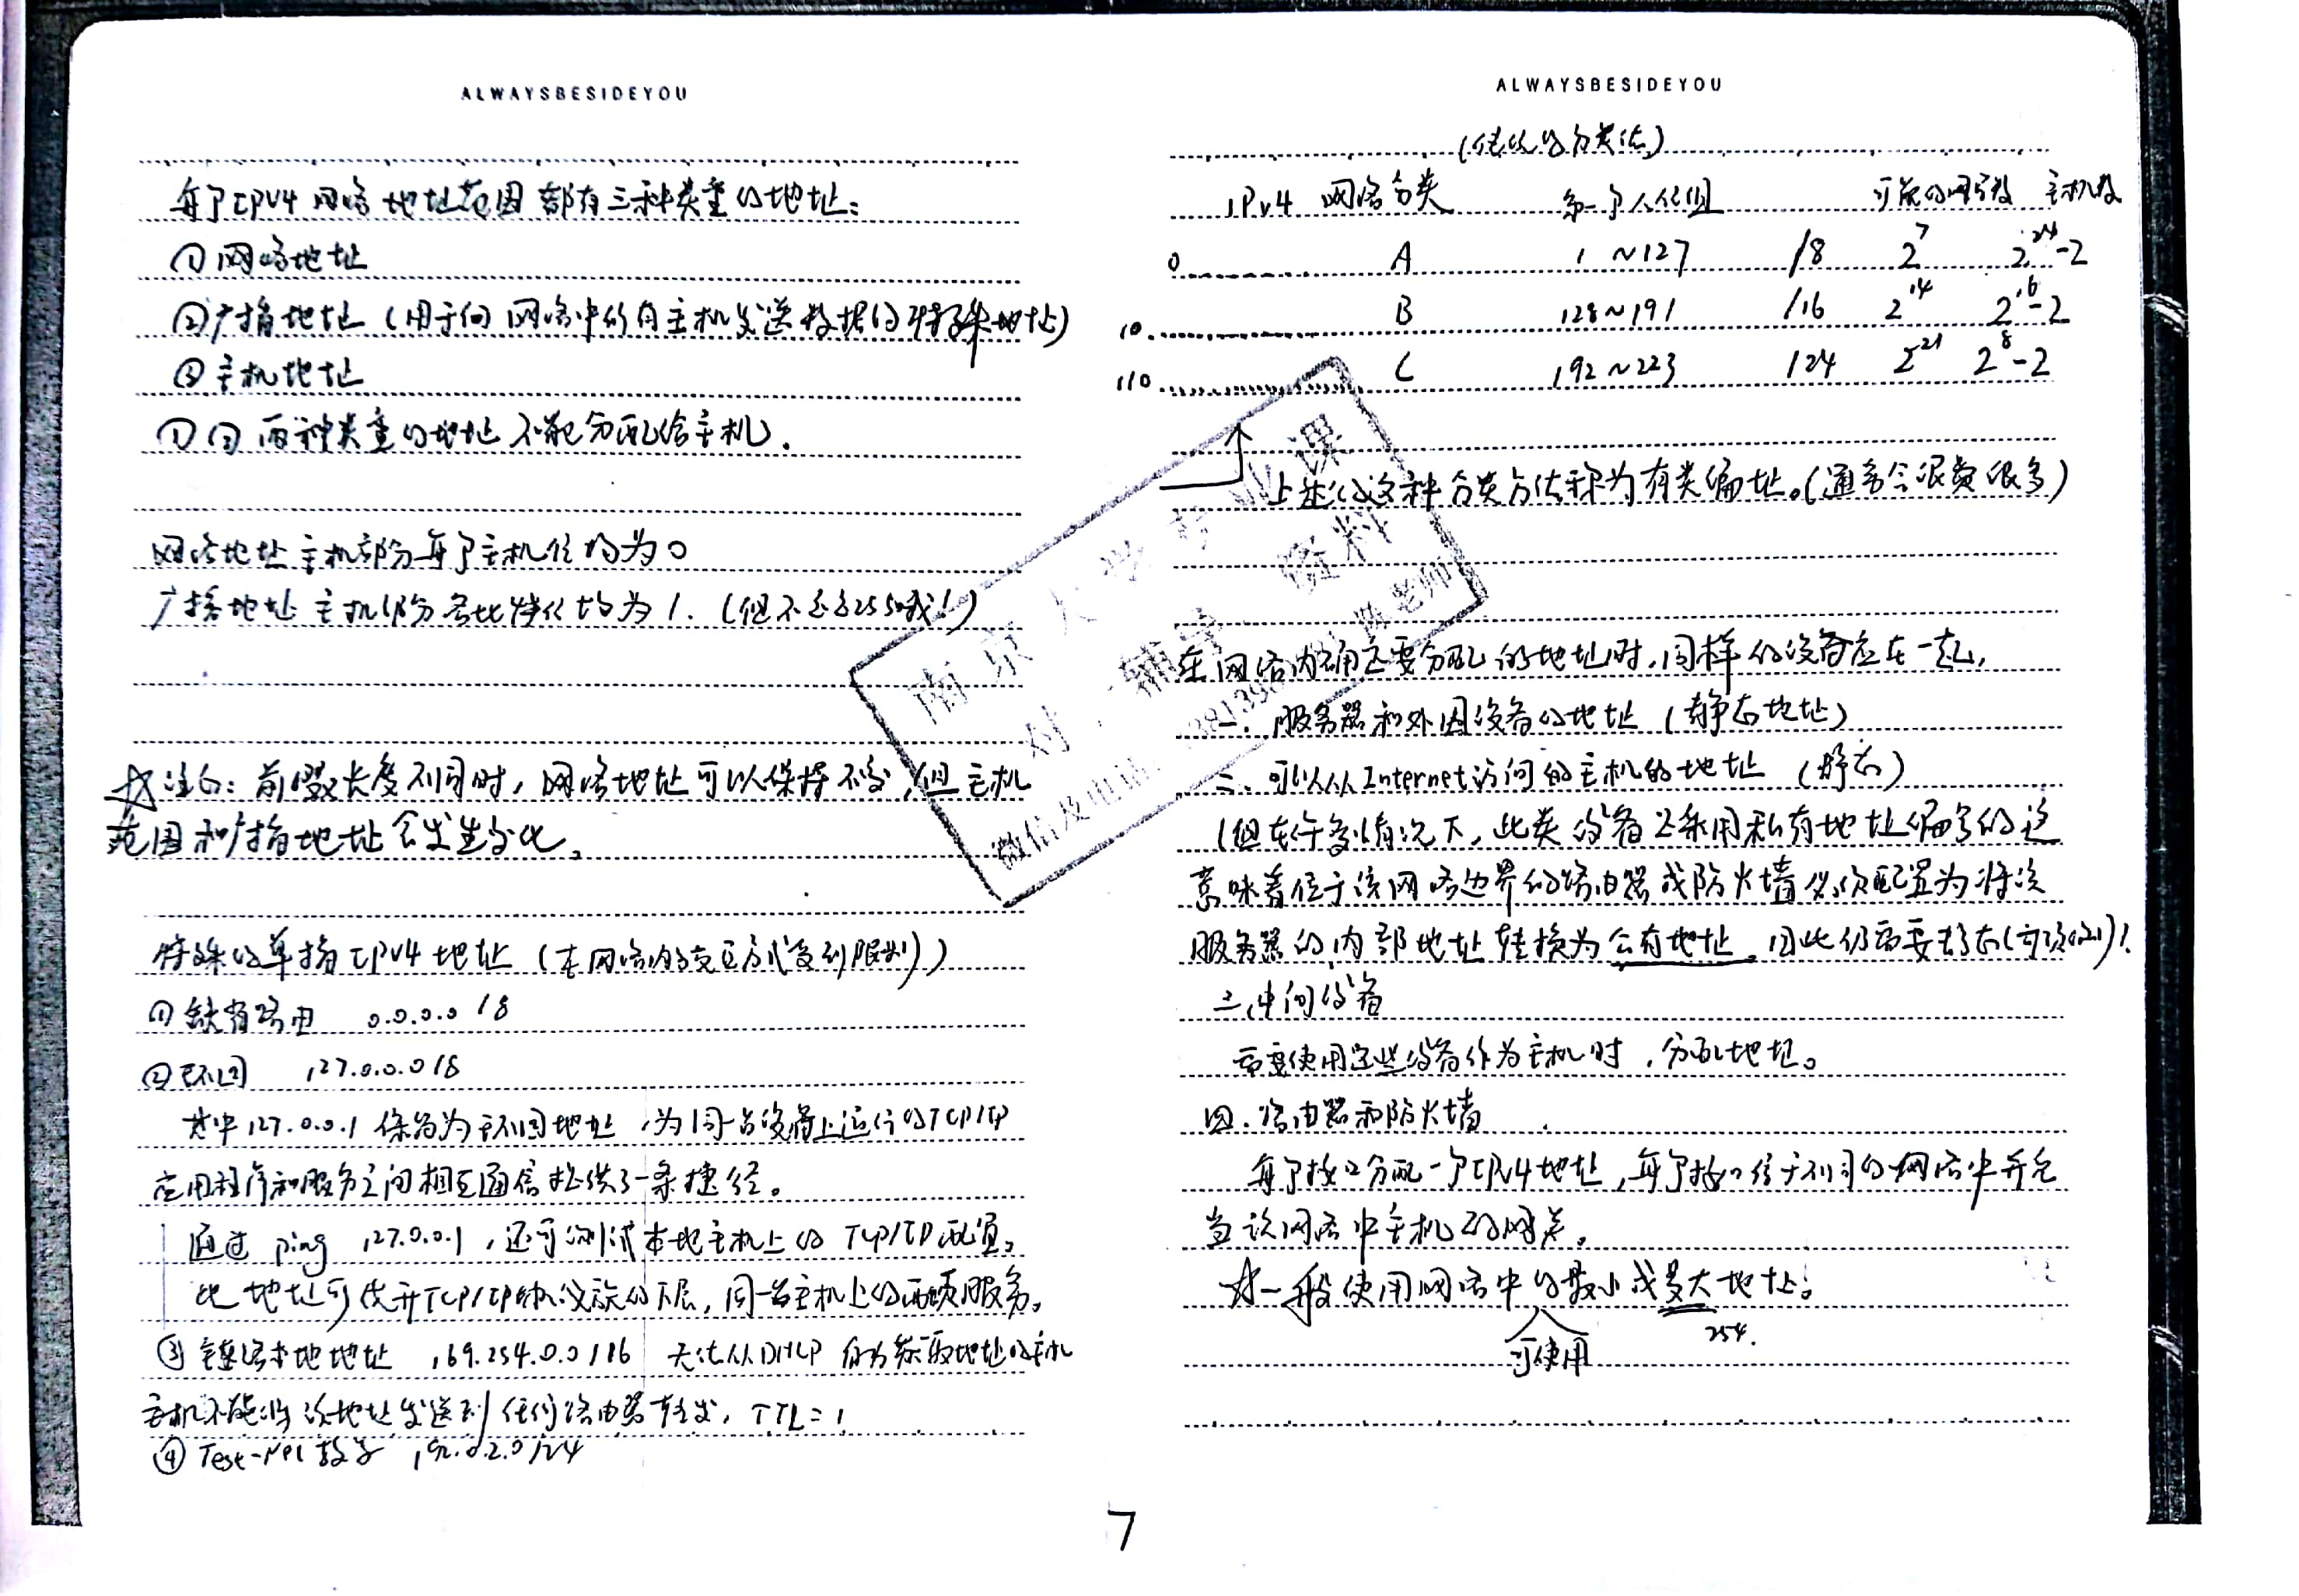 ALWAYSBESIDEYOU
每个IPV4 网络地址范围都有三种类型的地址:
①网络地址
②广播地址 (用于向网络中所有主机发送数据的特殊地址)
③主机地址
①②两种类型的地址不能分配给主机.
网络地址主机部分每个主机位均为0
广播地址主机部分各比特位均为1. (但不是255哦!)
☆注意: 前缀长度不同时, 网络地址可以保持不变, 但主机
范围和广播地址会发生变化。
特殊的单播IPV4地址 (本网络内的交互方式受到限制)
①缺省路由 0.0.0.0 /8
②环回 127.0.0.0/8
其中127.0.0.1 保留为环回地址, 为同一台设备上运行的TCP/IP
应用程序和服务之间相互通信提供了一条捷径。
通过 ping 127.0.0.1, 还可测试本地主机上的 TCP/IP配置。
此地址可绕开TCP/IP协议族的下层, 同一台主机上的两项服务。
③链路本地地址 169.254.0.0/16 无法从DHCP 自动获取地址的主机
主机不能将该地址发送到任何路由器转发, TTL=1
④ Test-Net 教学 192.0.2.0/24
ALWAYSBESIDEYOU
(传统的分类法)
IPv4 网络分类 第一个八位组 可能的网络数 主机数
0 A 1~127 /8 2^7 2^24-2
10 B 128~191 /16 2^14 2^16-2
110 C 192~223 /24 2^21 2^8-2
上述的这种分类方法称为有类编址。(通常会浪费很多)
在网络内确定要分配的地址时, 同样的设备应在一起,
一. 服务器和外围设备的地址 (静态地址)
二. 可以从Internet访问的主机的地址 (静态)
(但在许多情况下, 此类设备是采用私有地址编号的这
意味着位于该网络边界的路由器或防火墙必须配置为将该
服务器的内部地址转换为公有地址。因此仍需要静态(可预测)!
三. 中间设备
需要使用这些设备作为主机时, 分配地址。
四. 路由器和防火墙
每个接口分配一个IPv4地址, 每个接口位于不同的网络中并充
当该网络中主机的网关。
☆一般使用网络中的最小或最大地址。
可使用
254.
南京大学专业课
对 辅导 资料
微信及电话 老师
7